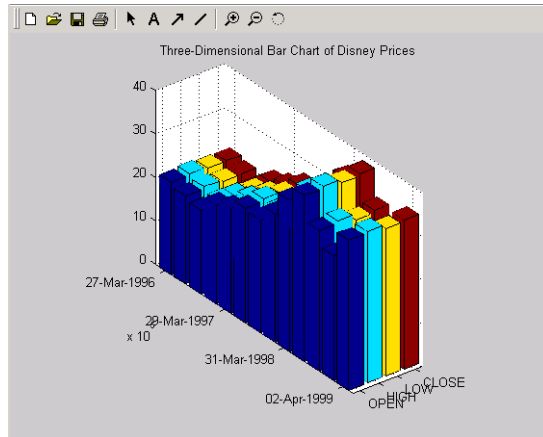 A
Three-Dimensional Bar Chart of Disney Prices
40
30
20
10
0
27-Mar-1996
29-Mar-1997
x 10
31-Mar-1998
02-Apr-1999
OPEN
HIGH
LOW
CLOSE